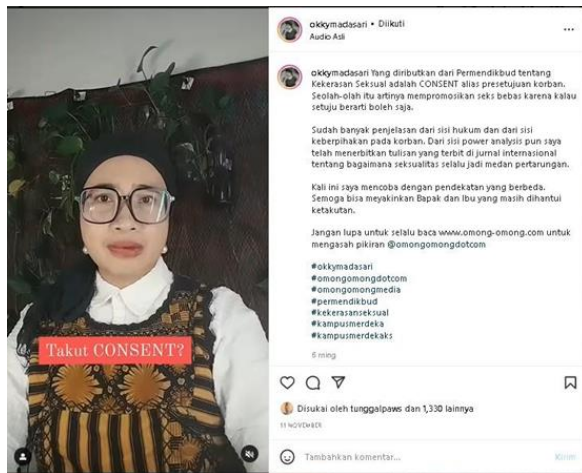 okkymadasari • Diikuti
Audio Asli
okkymadasari Yang diributkan dari Permendikbud tentang
Kekerasan Seksual adalah CONSENT alias presetujuan korban.
Seolah-olah itu artinya mempromosikan seks bebas karena kalau
setuju berarti boleh saja.
Sudah banyak penjelasan dari sisi hukum dan dari sisi
keberpihakan pada korban. Dari sisi power analysis pun saya
telah menerbitkan tulisan yang terbit di jurnal internasional
tentang bagaimana seksualitas selalu jadi medan pertarungan.
Kali ini saya mencoba dengan pendekatan yang berbeda.
Semoga bisa meyakinkan Bapak dan Ibu yang masih dihantui
ketakutan.
Jangan lupa untuk selalu baca www.omong-omong.com untuk
mengasah pikiran @omongomongdotcom
#okkymadasari
#omongomongdotcom
#omongomongmedia
#permendikbud
#kekerasanseksual
#kampusmerdeka
#kampusmerdekaks
6 ming
Takut CONSENT?
Disukai oleh tunggalpaws dan 1,330 lainnya
11 NOVEMBER
Tambahkan komentar...
Kirim